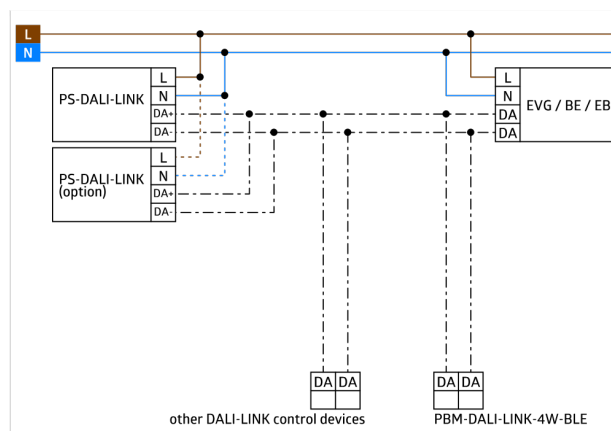 L
N
PS-DALI-LINK
L
N
DA+
DA-
L
N
DA
DA
EVG / BE / EB
PS-DALI-LINK
(option)
L
N
DA+
DA-
DA DA
DA DA
other DALI-LINK control devices
PBM-DALI-LINK-4W-BLE